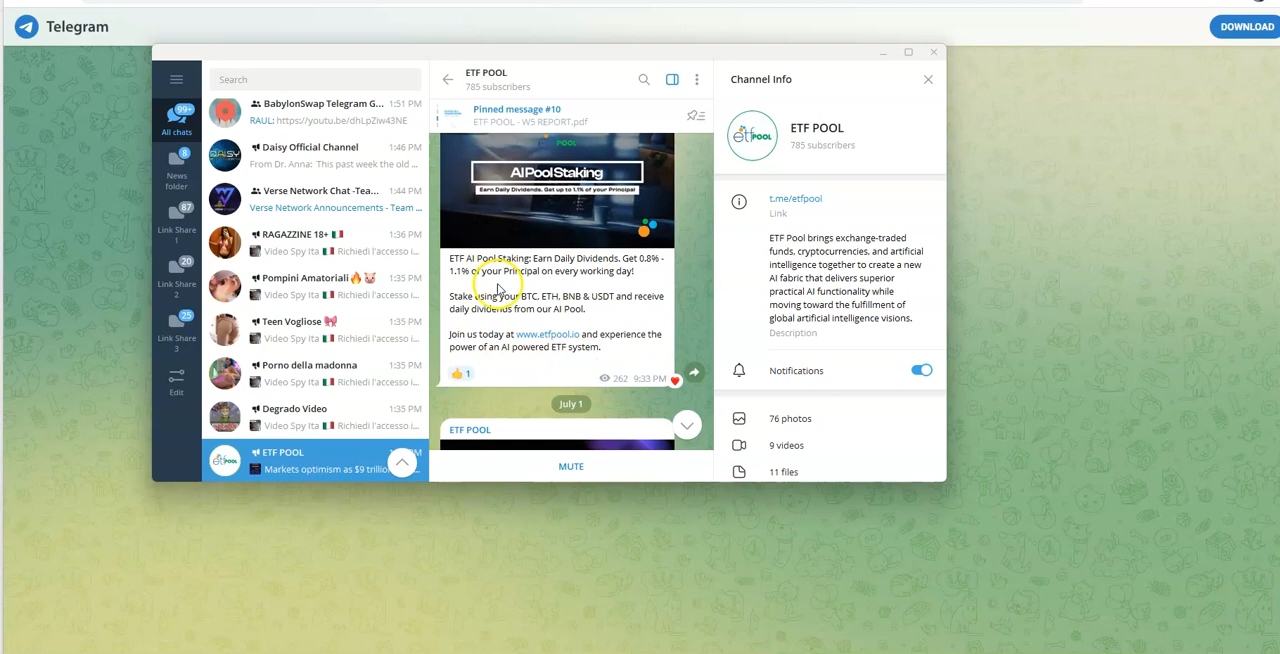 Telegram
DOWNLOAD
Search
99+
All chats
8
News
folder
87
Link Share
1
20
Link Share
2
25
Link Share
3
Edit
BabylonSwap Telegram G...
1:51 PM
RAUL: https://youtu.be/dhLpZiw43NE
Daisy Official Channel
1:46 PM
From Dr. Anna: This past week the old ...
Verse Network Chat -Tea...
1:44 PM
Verse Network Announcements - Team ...
RAGAZZINE 18+
1:36 PM
Video Spy Ita 🇮🇹 Richiedi l'accesso i...
Pompini Amatoriali🔥🐷
1:35 PM
Video Spy Ita 🇮🇹 Richiedi l'accesso i...
Teen Vogliose 🎀
1:35 PM
Video Spy Ita 🇮🇹 Richiedi l'accesso i...
Porno della madonna
1:35 PM
Video Spy Ita 🇮🇹 Richiedi l'accesso i...
Degrado Video
1:35 PM
Video Spy Ita 🇮🇹 Richiedi l'accesso i...
etfPOOL
ETF POOL
Markets optimism as $9 trillio
ETF POOL
785 subscribers
Pinned message #10
ETF POOL - W5 REPORT.pdf
POOL
AI Pool Staking
Earn Daily Dividends. Get up to 1.1% of your Principal
ETF AI Pool Staking: Earn Daily Dividends. Get 0.8% -
1.1% of your Principal on every working day!
Stake using your BTC, ETH, BNB & USDT and receive
daily dividends from our AI Pool.
Join us today at www.etfpool.io and experience the
power of an AI powered ETF system.
👍 1
262 9:33 PM
July 1
ETF POOL
MUTE
Channel Info
etfPOOL
ETF POOL
785 subscribers
t.me/etfpool
Link
ETF Pool brings exchange-traded
funds, cryptocurrencies, and artificial
intelligence together to create a new
AI fabric that delivers superior
practical AI functionality while
moving toward the fulfillment of
global artificial intelligence visions.
Description
Notifications
76 photos
9 videos
11 files